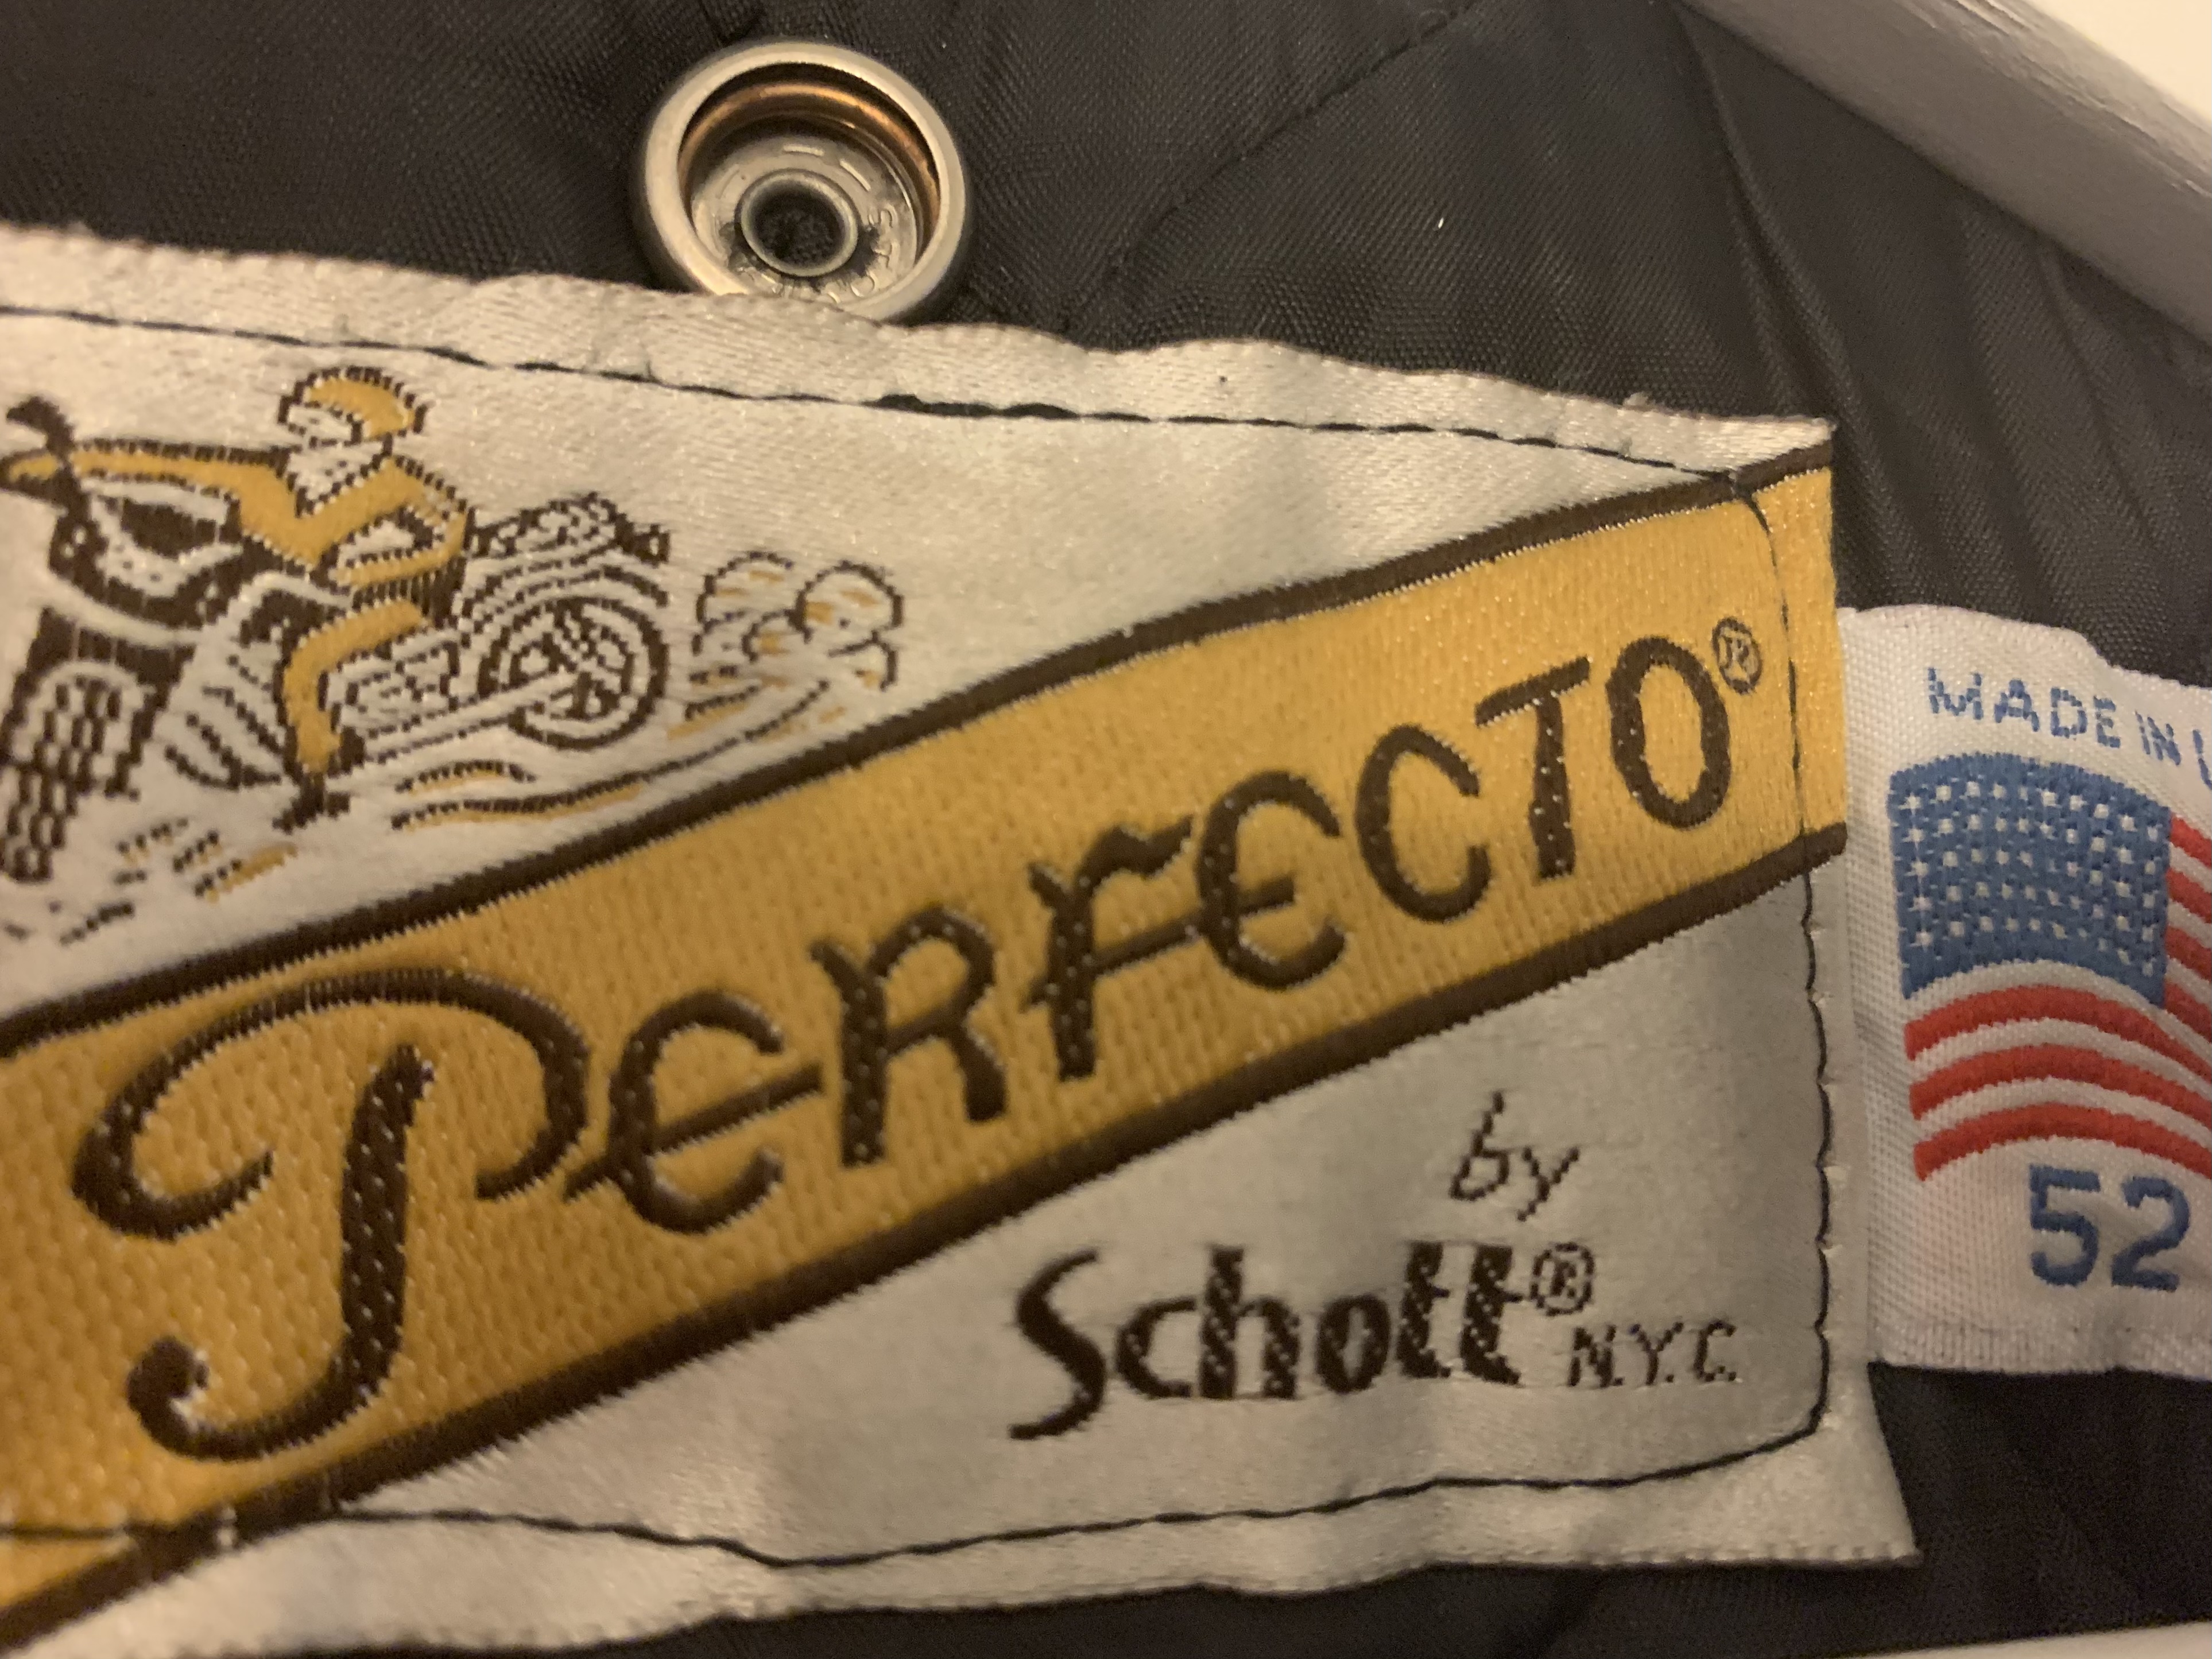 PERFECTO®
by
Schott® N.Y.C.
MADE IN
52